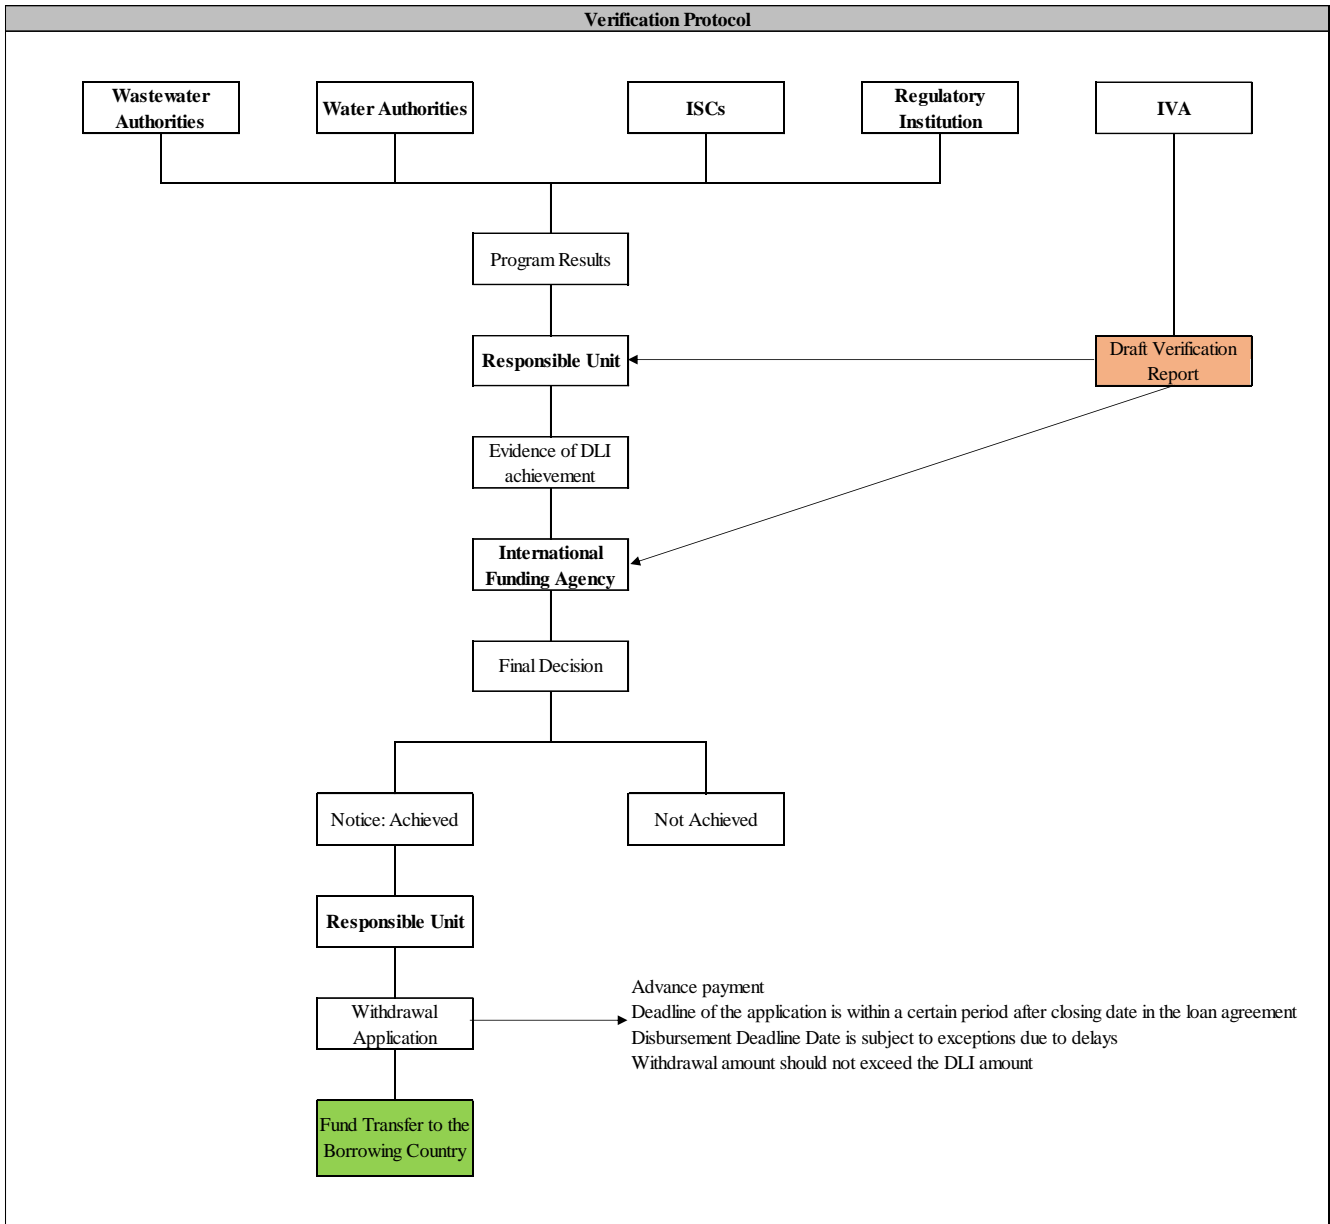 Verification Protocol
Wastewater
Authorities
Water Authorities
ISCs
Regulatory
Institution
IVA
Program Results
Responsible Unit
Draft Verification
Report
Evidence of DLI
achievement
International
Funding Agency
Final Decision
Notice: Achieved
Not Achieved
Responsible Unit
Withdrawal
Application
Advance payment
Deadline of the application is within a certain period after closing date in the loan agreement
Disbursement Deadline Date is subject to exceptions due to delays
Withdrawal amount should not exceed the DLI amount
Fund Transfer to the
Borrowing Country